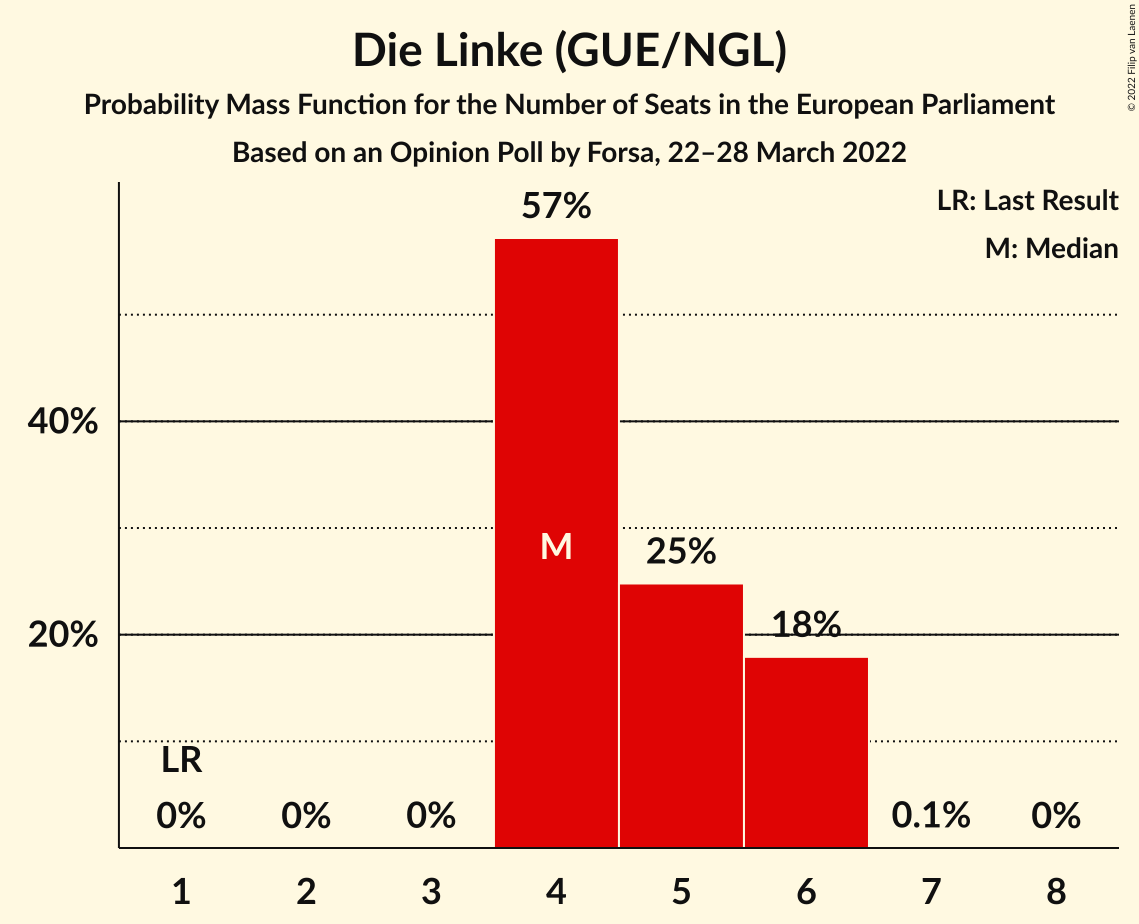 Die Linke (GUE/NGL)
Probability Mass Function for the Number of Seats in the European Parliament
Based on an Opinion Poll by Forsa, 22–28 March 2022
© 2022 Filip van Laenen
LR: Last Result
M: Median
57%
40%
M
25%
20%
18%
LR
0%
0%
0%
0.1%
0%
1 2 3 4 5 6 7 8